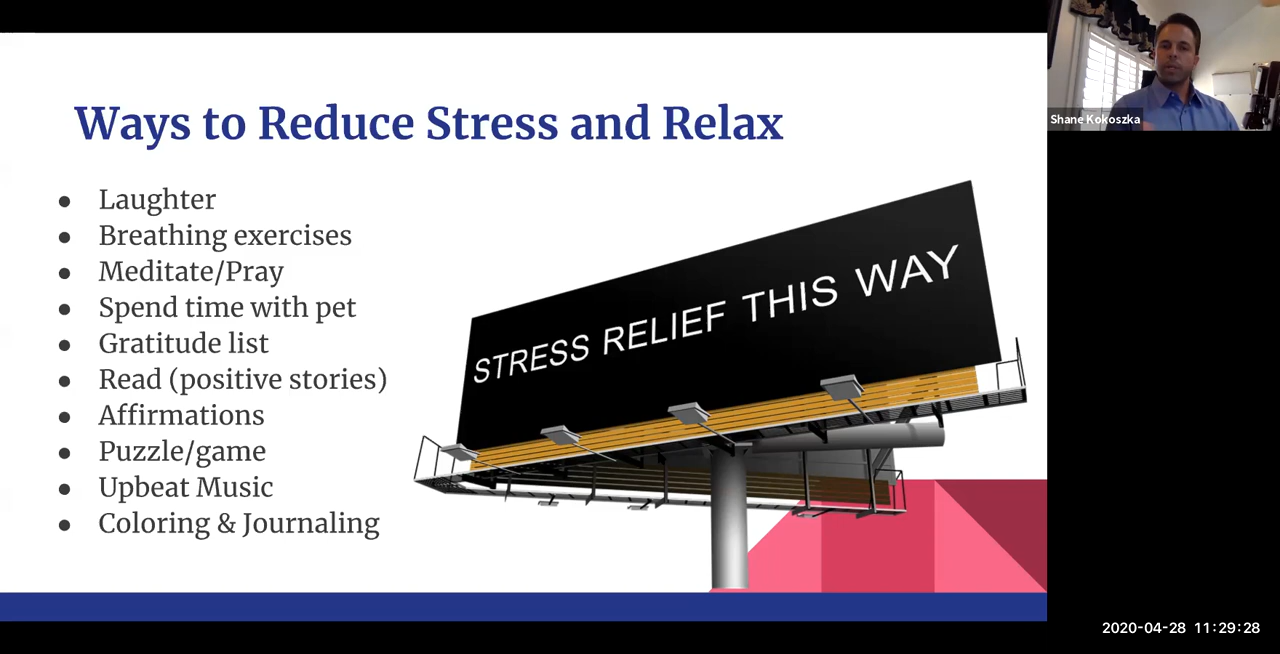 Ways to Reduce Stress and Relax
● Laughter
● Breathing exercises
● Meditate/Pray
● Spend time with pet
● Gratitude list
● Read (positive stories)
● Affirmations
● Puzzle/game
● Upbeat Music
● Coloring & Journaling
STRESS RELIEF THIS WAY
Shane Kokoszka
2020-04-28 11:29:28